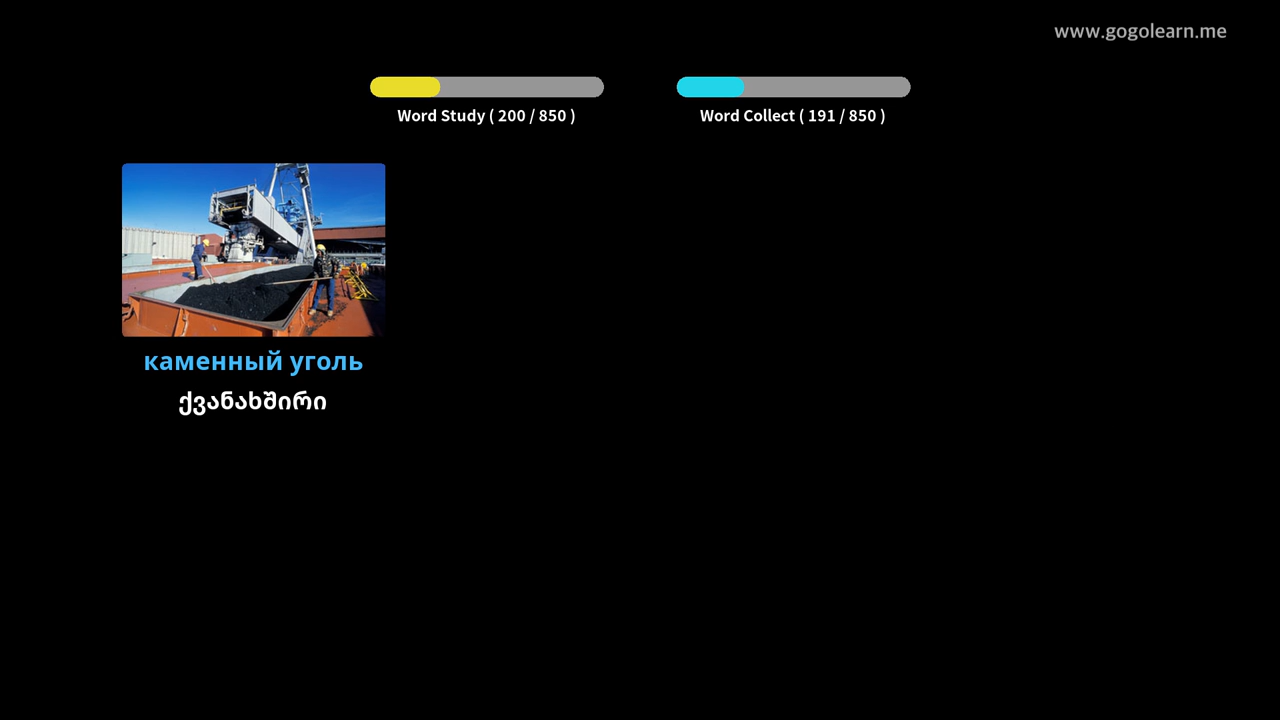 www.gogolearn.me
Word Study ( 200 / 850 )
Word Collect ( 191 / 850 )
каменный уголь
ქვანახშირი